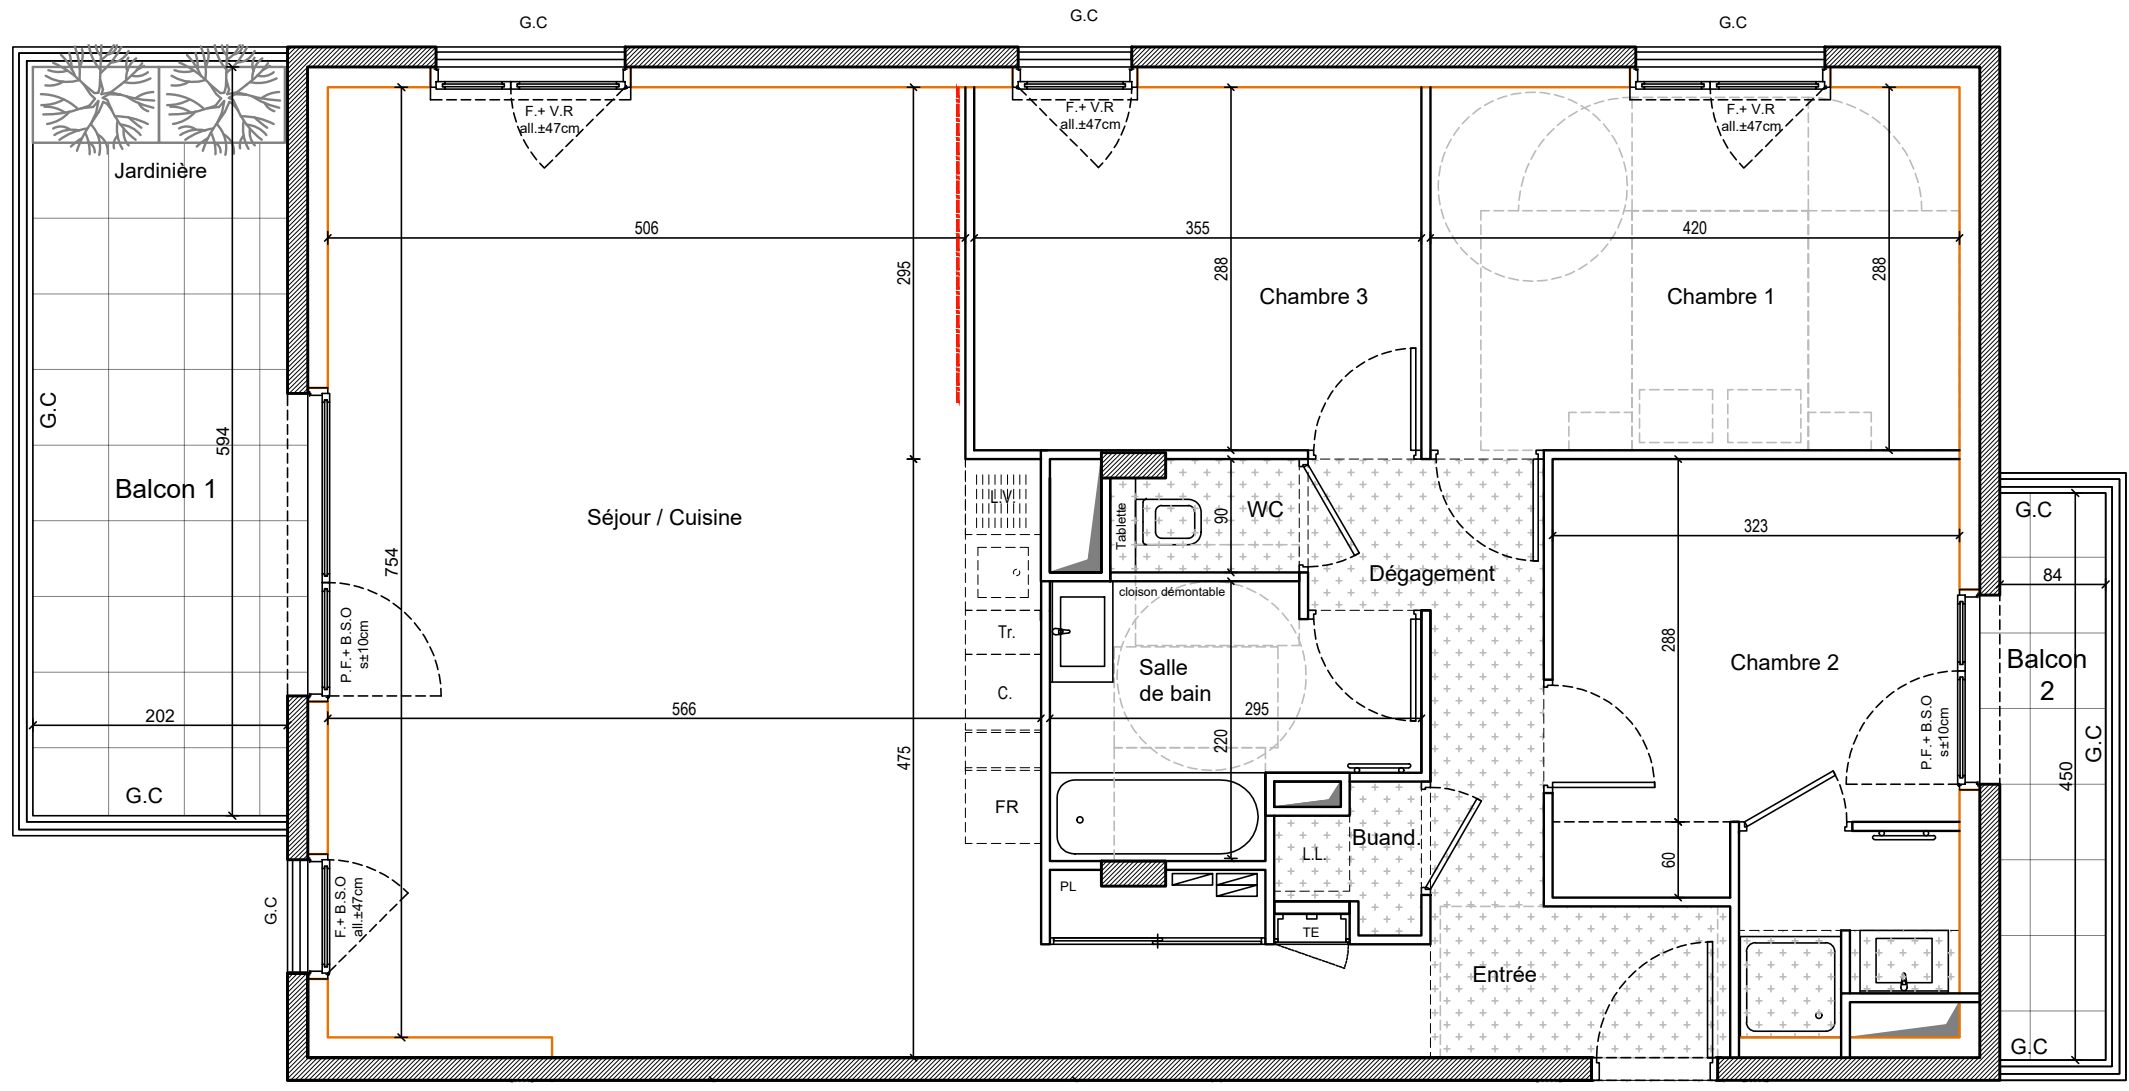 G.C
G.C
G.C
F.+ V.R
all.±47cm
F.+ V.R
all.±47cm
F.+ V.R
all.±47cm
Jardinière
506
355
420
295
288
288
Chambre 3
Chambre 1
G.C
594
Balcon 1
754
Séjour / Cuisine
L.V.
Tablette
90
WC
323
G.C
Dégagement
84
cloison démontable
P.F.+ B.S.O
s±10cm
Tr.
C.
Salle
de bain
288
Chambre 2
Balcon
2
202
566
295
220
475
P.F.+ B.S.O
s±10cm
G.C
450
G.C
FR
Buand.
L.L.
60
PL
G.C
F.+ B.S.O
all.±47cm
TE
Entrée
G.C